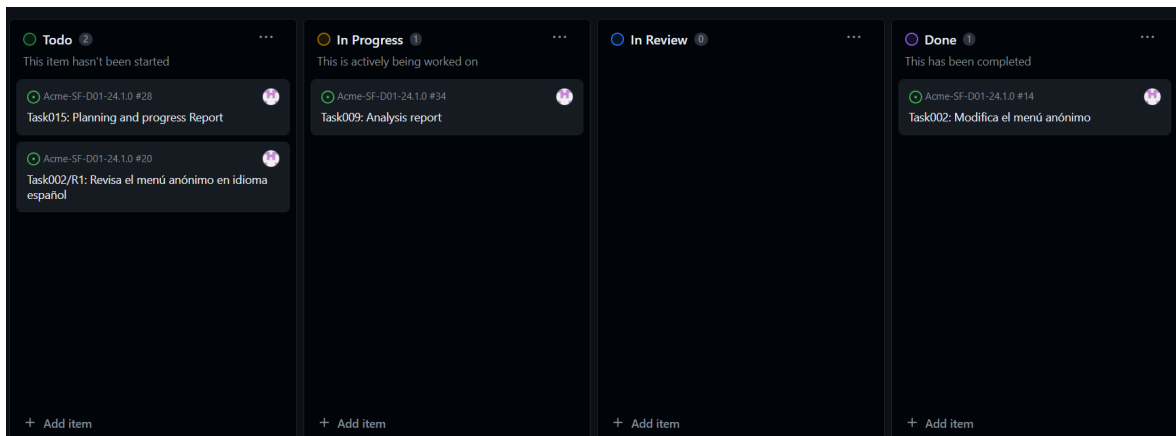 Todo 2
This item hasn't been started
Acme-SF-D01-24.1.0 #28
Task015: Planning and progress Report
Acme-SF-D01-24.1.0 #20
Task002/R1: Revisa el menú anónimo en idioma
español
+ Add item
In Progress 1
This is actively being worked on
Acme-SF-D01-24.1.0 #34
Task009: Analysis report
+ Add item
In Review 0
+ Add item
Done 1
This has been completed
Acme-SF-D01-24.1.0 #14
Task002: Modifica el menú anónimo
+ Add item